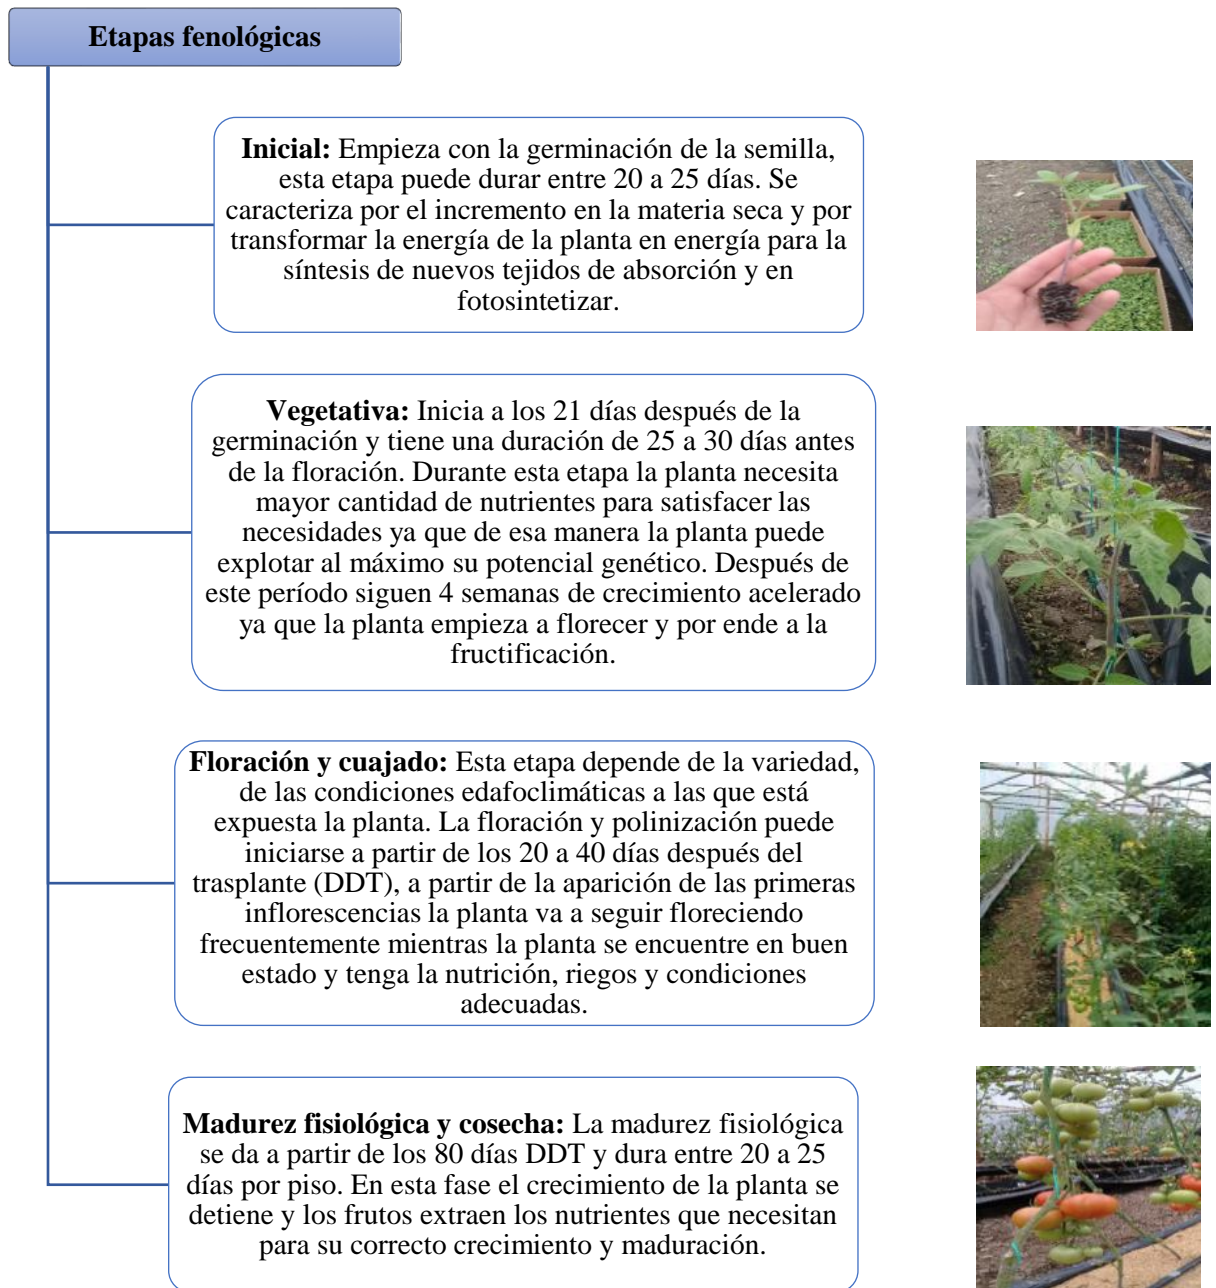 Etapas fenológicas
Inicial: Empieza con la germinación de la semilla,
esta etapa puede durar entre 20 a 25 días. Se
caracteriza por el incremento en la materia seca y por
transformar la energía de la planta en energía para la
síntesis de nuevos tejidos de absorción y en
fotosintetizar.
Vegetativa: Inicia a los 21 días después de la
germinación y tiene una duración de 25 a 30 días antes
de la floración. Durante esta etapa la planta necesita
mayor cantidad de nutrientes para satisfacer las
necesidades ya que de esa manera la planta puede
explotar al máximo su potencial genético. Después de
este período siguen 4 semanas de crecimiento acelerado
ya que la planta empieza a florecer y por ende a la
fructificación.
Floración y cuajado: Esta etapa depende de la variedad,
de las condiciones edafoclimáticas a las que está
expuesta la planta. La floración y polinización puede
iniciarse a partir de los 20 a 40 días después del
trasplante (DDT), a partir de la aparición de las primeras
inflorescencias la planta va a seguir floreciendo
frecuentemente mientras la planta se encuentre en buen
estado y tenga la nutrición, riegos y condiciones
adecuadas.
Madurez fisiológica y cosecha: La madurez fisiológica
se da a partir de los 80 días DDT y dura entre 20 a 25
días por piso. En esta fase el crecimiento de la planta se
detiene y los frutos extraen los nutrientes que necesitan
para su correcto crecimiento y maduración.